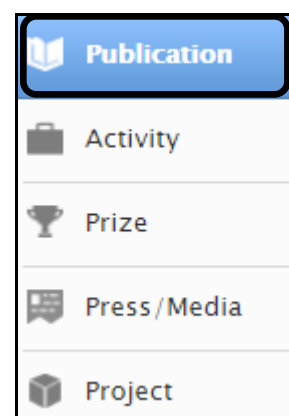 Publication
Activity
Prize
Press/Media
Project